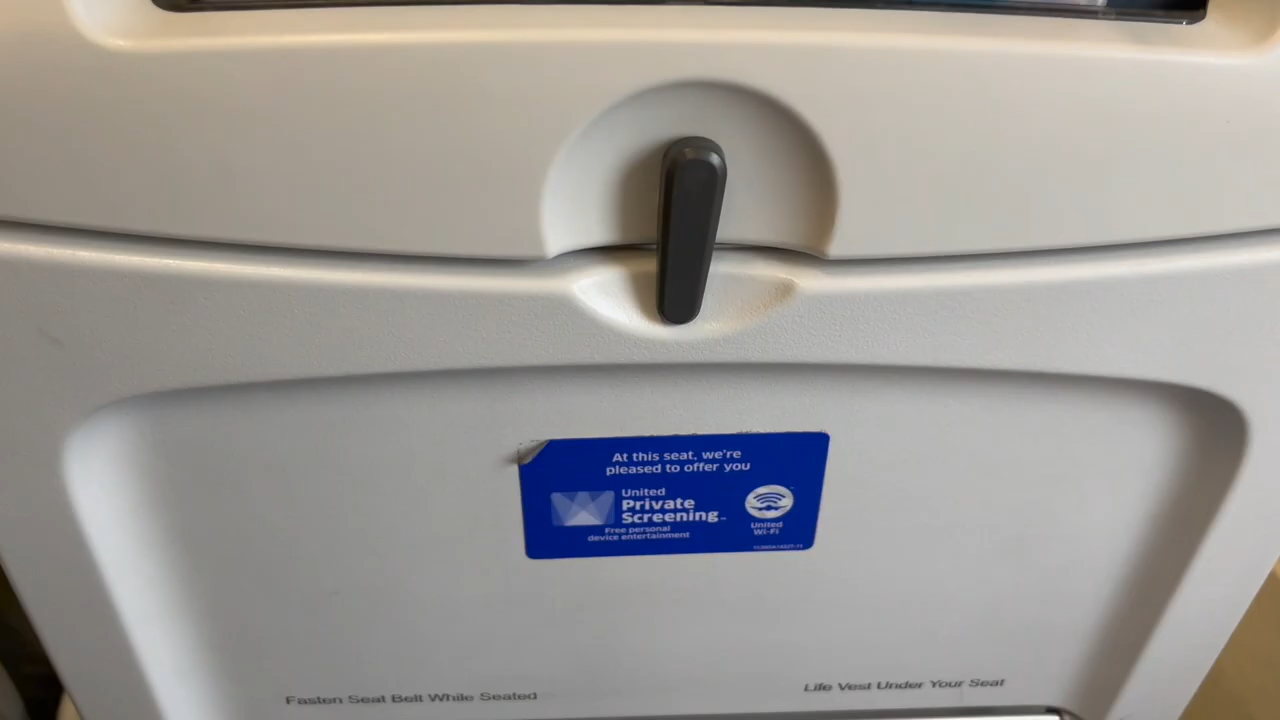 At this seat, we're
pleased to offer you
United
Private
Screening™
Free personal
device entertainment
United
Wi-Fi
Fasten Seat Belt While Seated
Life Vest Under Your Seat